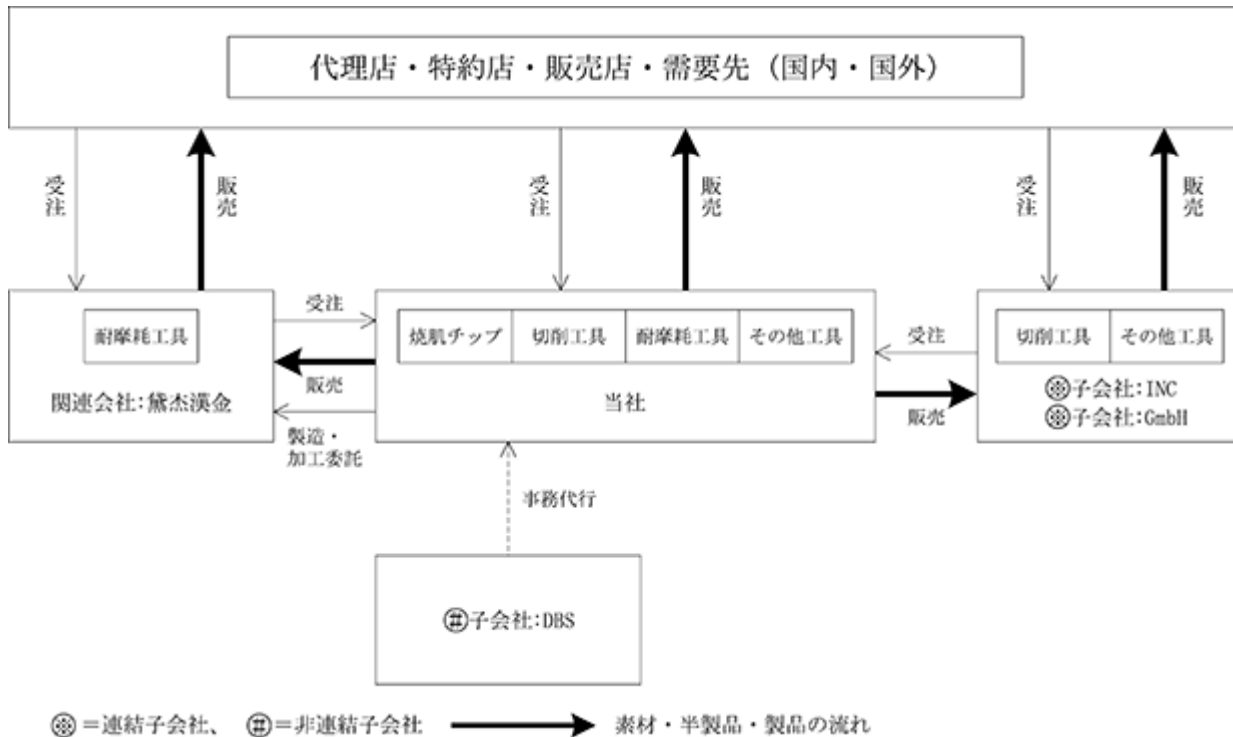 代理店・特約店・販売店・需要先（国内・国外）
受注
販売
受注
販売
受注
販売
耐摩耗工具
関連会社：黛杰漢金
受注
販売
製造・
加工委託
焼肌チップ
切削工具
耐摩耗工具
その他工具
当社
受注
販売
切削工具
その他工具
※子会社：INC
※子会社：GmbH
事務代行
#子会社：DBS
※＝連結子会社、 #＝非連結子会社
素材・半製品・製品の流れ